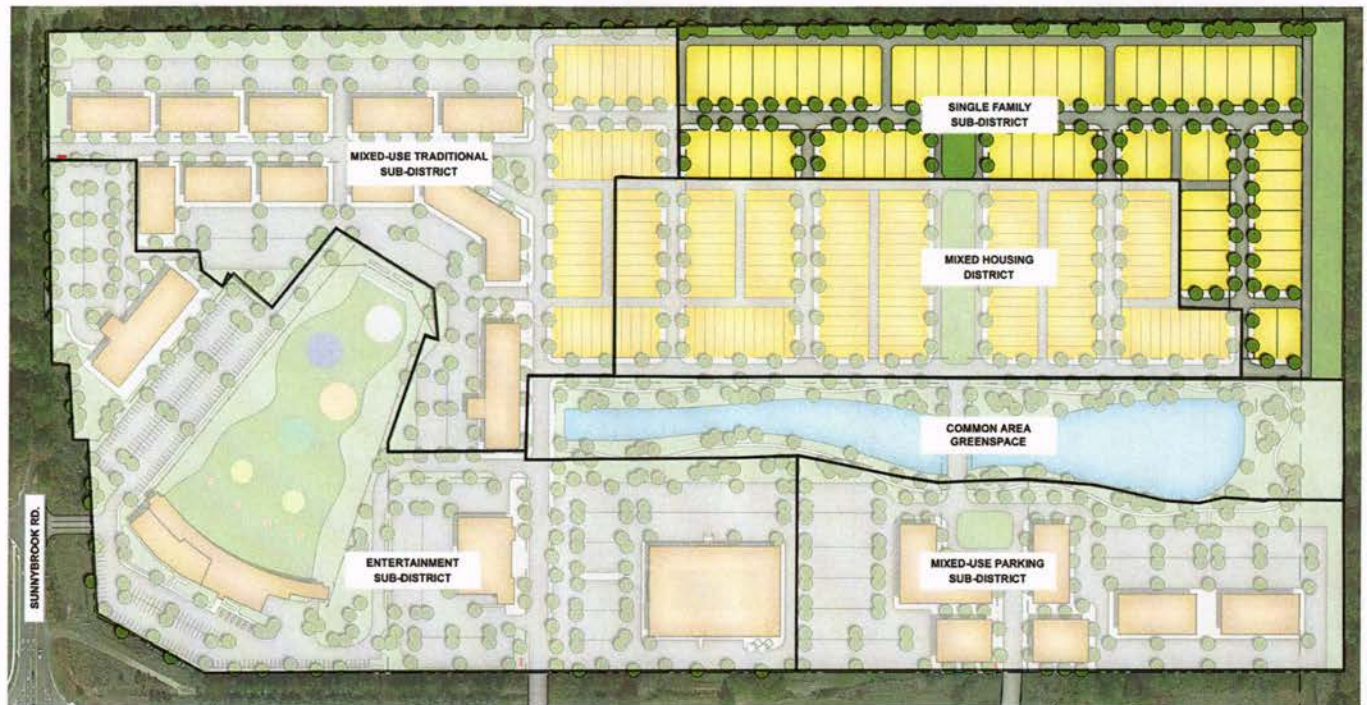 SINGLE FAMILY
SUB-DISTRICT
MIXED-USE TRADITIONAL
SUB-DISTRICT
MIXED HOUSING
DISTRICT
COMMON AREA
GREENSPACE
SUNNYBROOK RD.
ENTERTAINMENT
SUB-DISTRICT
MIXED-USE PARKING
SUB-DISTRICT